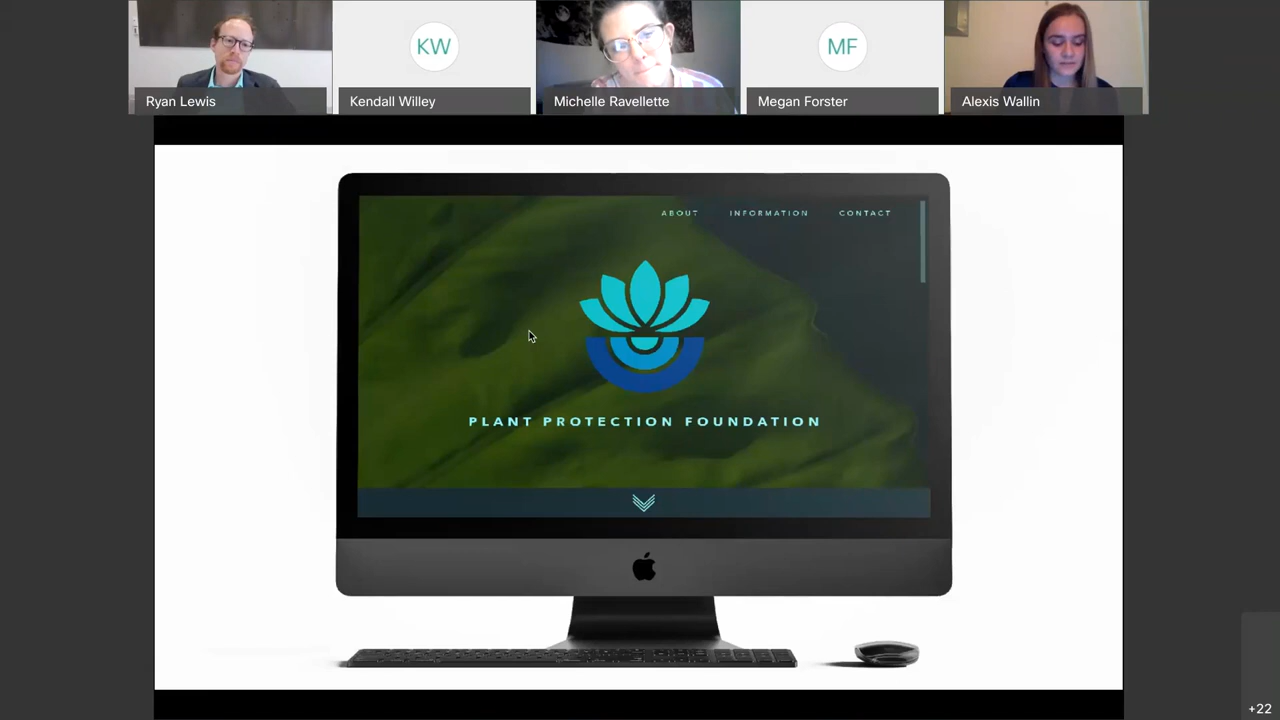 KW
MF
Ryan Lewis
Kendall Willey
Michelle Ravellette
Megan Forster
Alexis Wallin
ABOUT INFORMATION CONTACT
PLANT PROTECTION FOUNDATION
+22